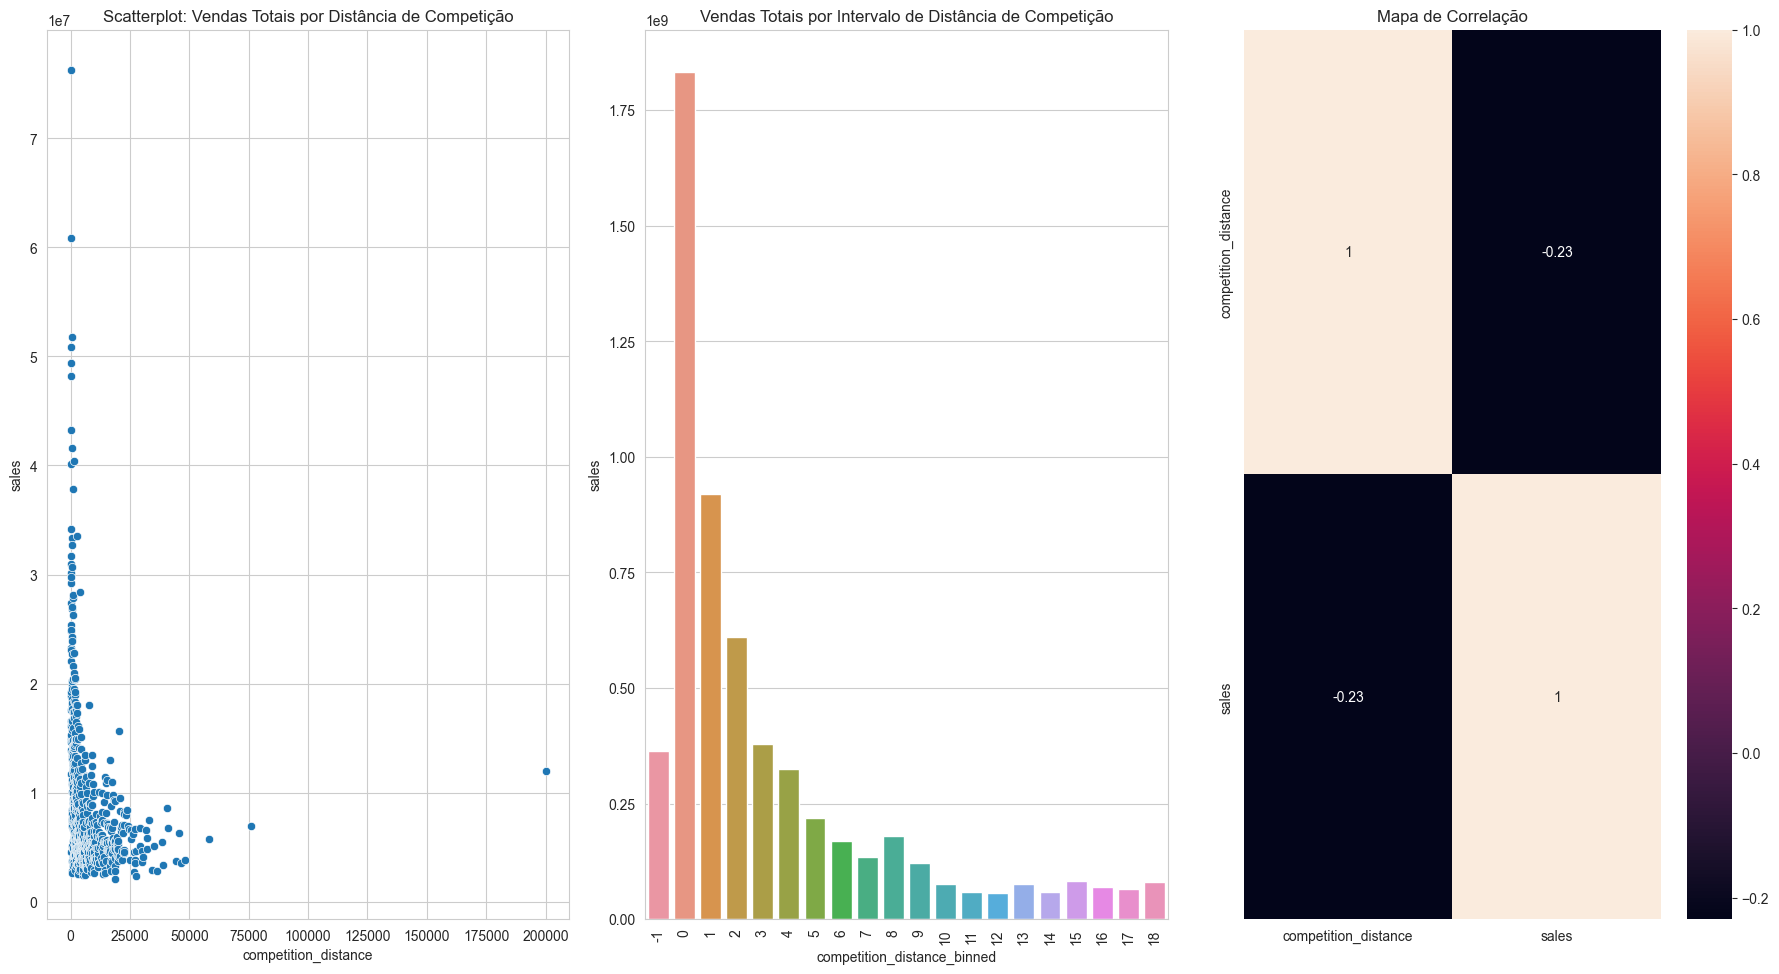 Scatterplot: Vendas Totais por Distância de Competição
1e7
7
6
5
4
3
2
1
0
sales
0 25000 50000 75000 100000 125000 150000 175000 200000
competition_distance
Vendas Totais por Intervalo de Distância de Competição
1e9
1.75
1.50
1.25
1.00
0.75
0.50
0.25
0.00
sales
-1 0 1 2 3 4 5 6 7 8 9 10 11 12 13 14 15 16 17 18
competition_distance_binned
Mapa de Correlação
competition_distance
sales
1 -0.23
-0.23 1
competition_distance sales
1.0
0.8
0.6
0.4
0.2
0.0
−0.2